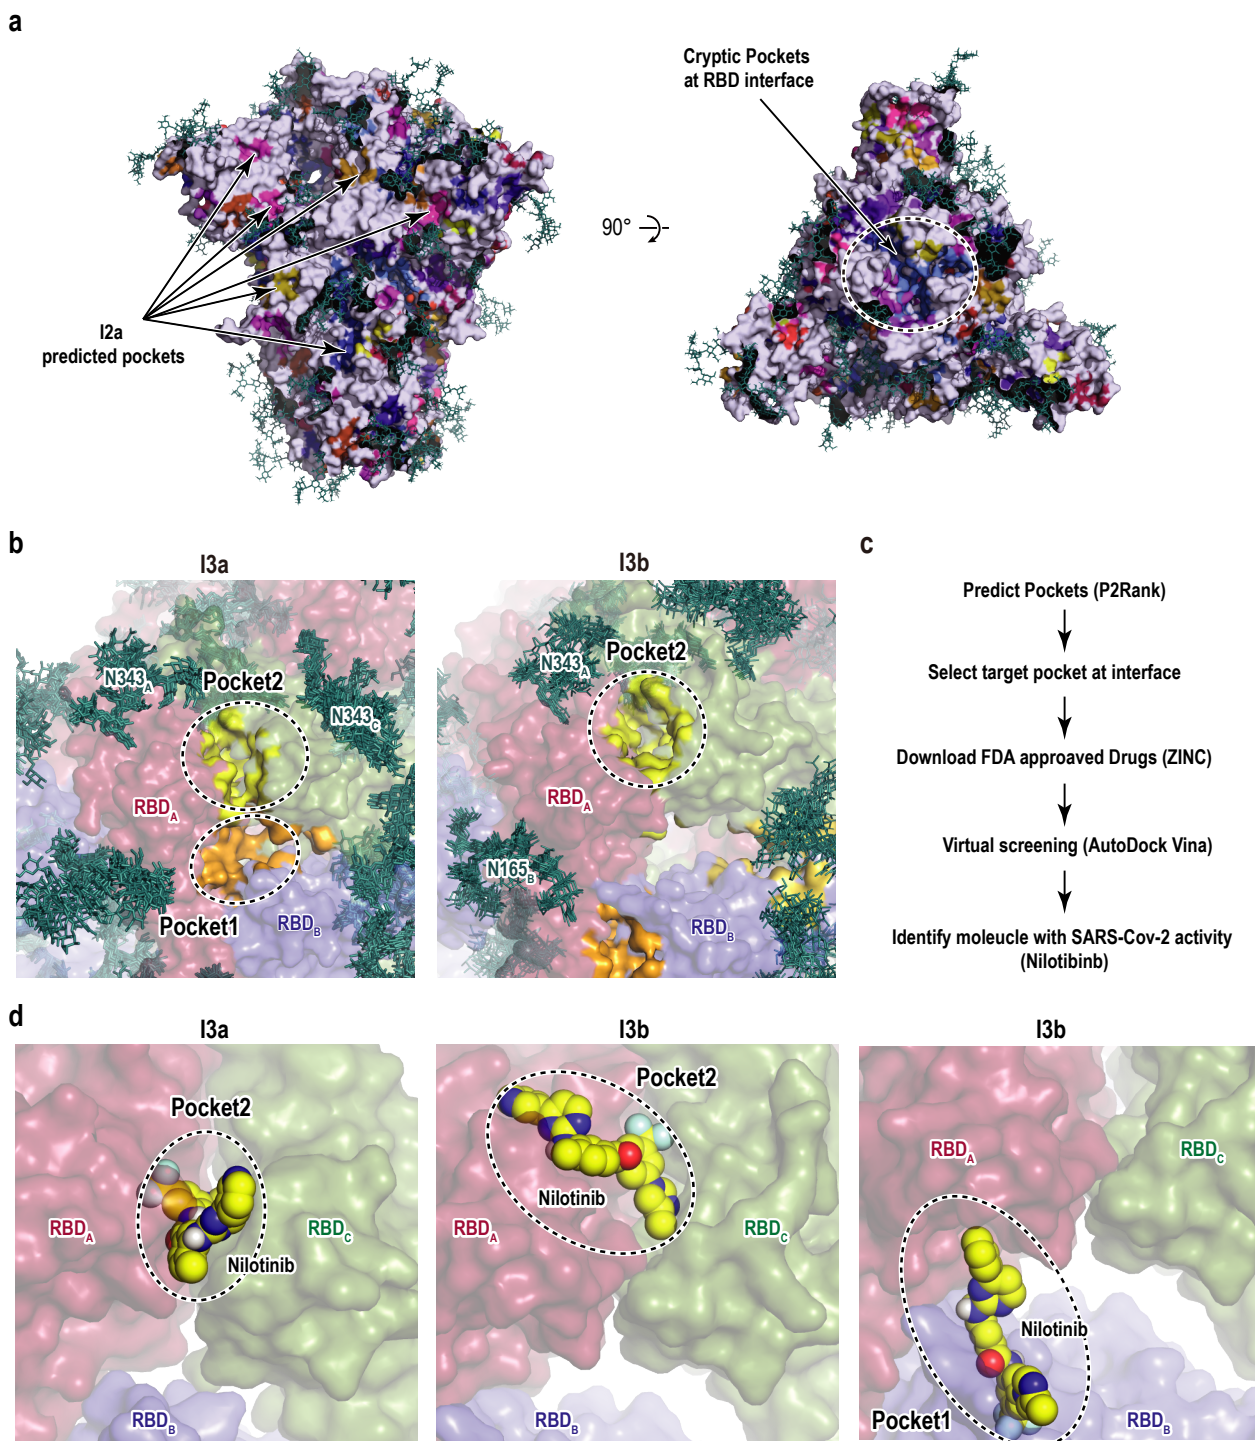 a
Cryptic Pockets
at RBD interface
90°
I2a
predicted pockets
b
I3a
I3b
N343A
Pocket2
N343C
RBDA
Pocket1
RBDB
N343A
Pocket2
RBDA
N165B
RBDB
c
Predict Pockets (P2Rank)
Select target pocket at interface
Download FDA approaved Drugs (ZINC)
Virtual screening (AutoDock Vina)
Identify moleucle with SARS-Cov-2 activity
(Nilotibinb)
d
I3a
Pocket2
RBDA
RBDC
Nilotinib
RBDB
I3b
Pocket2
Nilotinib
RBDA
RBDC
RBDB
I3b
RBDA
RBDC
Nilotinib
Pocket1
RBDB